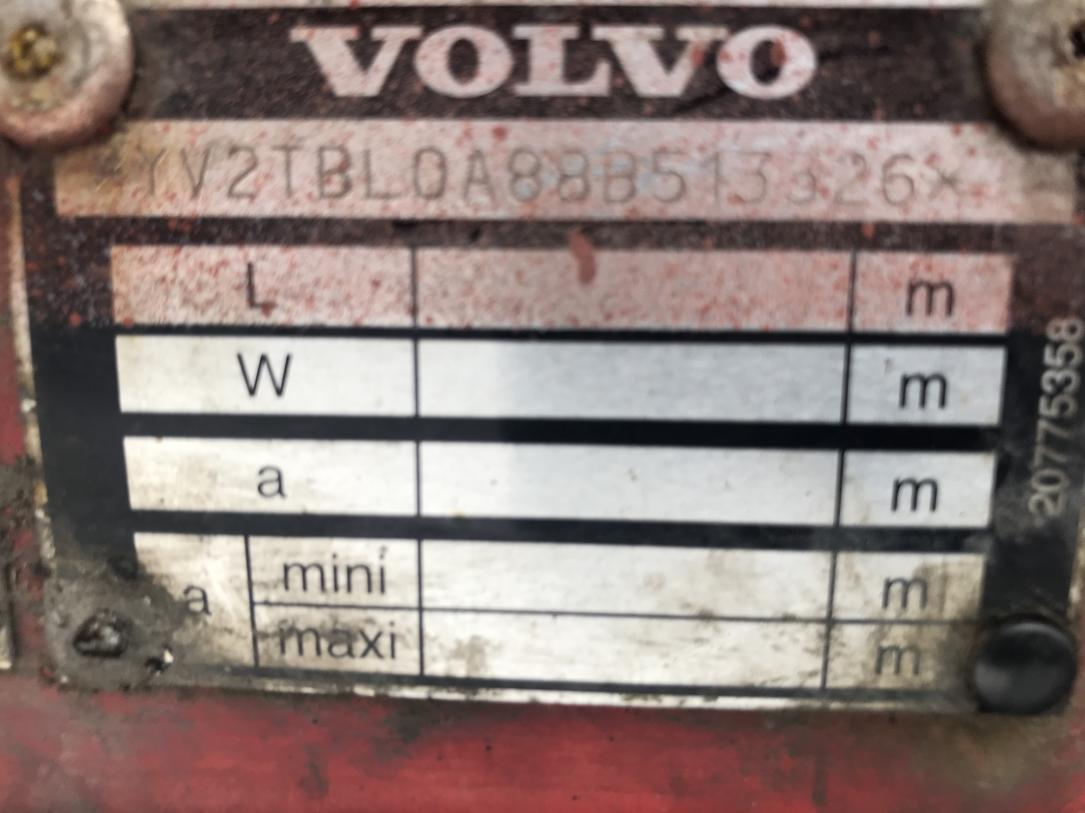 VOLVO
*YV2TBL0A88B513326*
L m
W m
a m
a mini m
maxi m
20775358